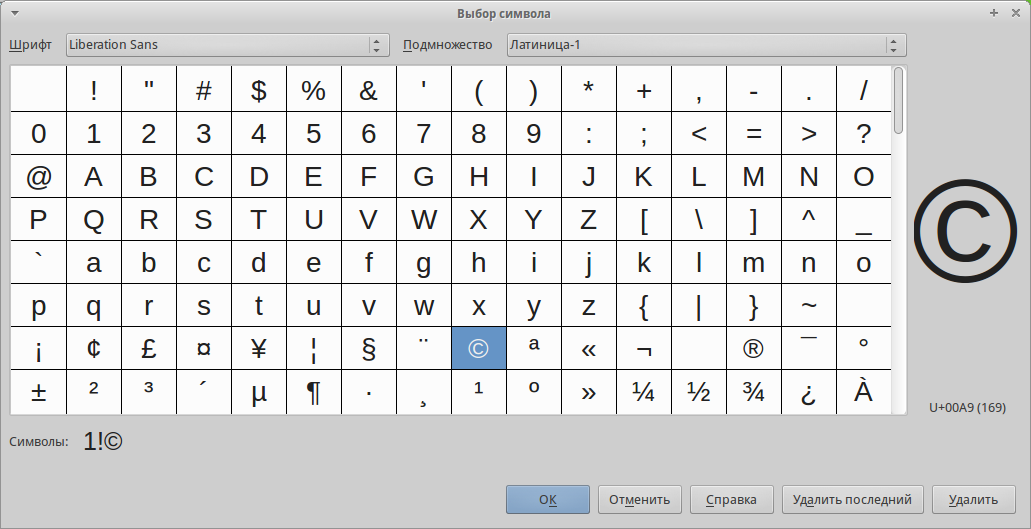 Выбор символа
Шрифт Liberation Sans Подмножество Латиница-1
! " # $ % & ' ( ) * + , - . /
0 1 2 3 4 5 6 7 8 9 : ; < = > ?
@ A B C D E F G H I J K L M N O
P Q R S T U V W X Y Z [ \ ] ^ _
` a b c d e f g h i j k l m n o
p q r s t u v w x y z { | } ~
¡ ¢ £ ¤ ¥ ¦ § ¨ © ª « ¬ ® ¯ °
± ² ³ ´ µ ¶ · ¸ ¹ º » ¼ ½ ¾ ¿ À
©
U+00A9 (169)
Символы: 1!©
OK Отменить Справка Удалить последний Удалить